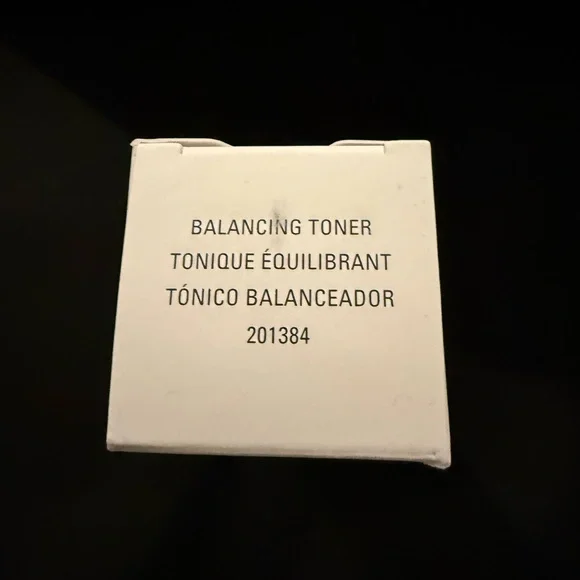 BALANCING TONER
TONIQUE ÉQUILIBRANT
TÓNICO BALANCEADOR
201384